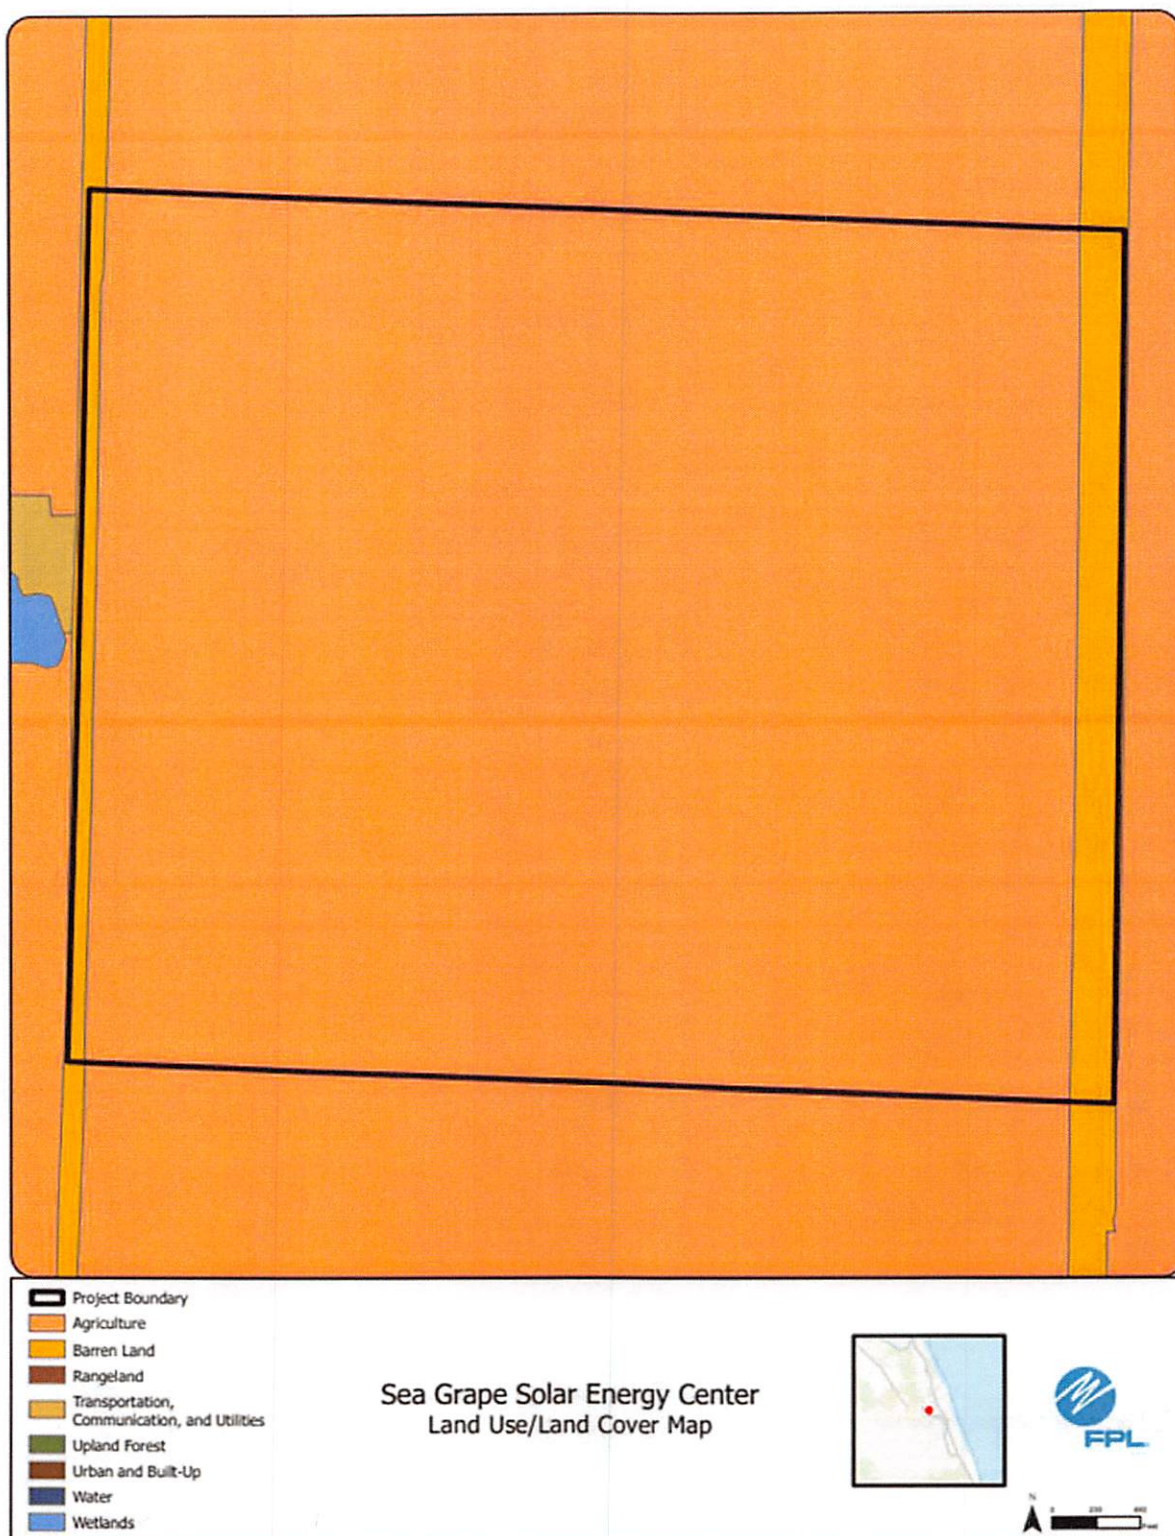 Project Boundary
Agriculture
Barren Land
Rangeland
Transportation,
Communication, and Utilities
Upland Forest
Urban and Built-Up
Water
Wetlands
Sea Grape Solar Energy Center
Land Use/Land Cover Map
FPL
N
0